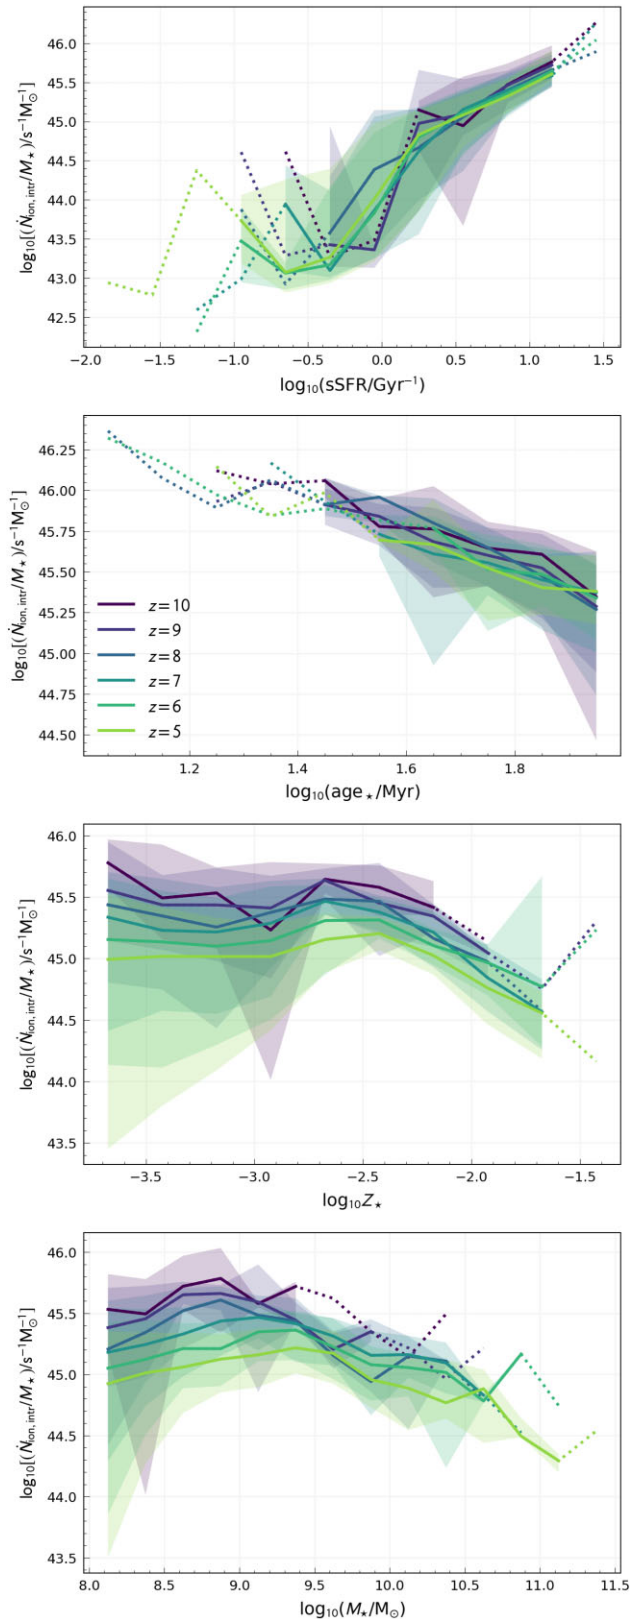 46.0
45.5
45.0
44.5
44.0
43.5
43.0
42.5
log₁₀[(Ṅ_ion,intr/M⋆)/s⁻¹M⊙⁻¹]
−2.0 −1.5 −1.0 −0.5 0.0 0.5 1.0 1.5
log₁₀(sSFR/Gyr⁻¹)
46.25
46.00
45.75
45.50
45.25
45.00
44.75
44.50
log₁₀[(Ṅ_ion,intr/M⋆)/s⁻¹M⊙⁻¹]
z=10
z=9
z=8
z=7
z=6
z=5
1.2 1.4 1.6 1.8
log₁₀(age⋆/Myr)
46.0
45.5
45.0
44.5
44.0
43.5
log₁₀[(Ṅ_ion,intr/M⋆)/s⁻¹M⊙⁻¹]
−3.5 −3.0 −2.5 −2.0 −1.5
log₁₀Z⋆
46.0
45.5
45.0
44.5
44.0
43.5
log₁₀[(Ṅ_ion,intr/M⋆)/s⁻¹M⊙⁻¹]
8.0 8.5 9.0 9.5 10.0 10.5 11.0 11.5
log₁₀(M⋆/M⊙)